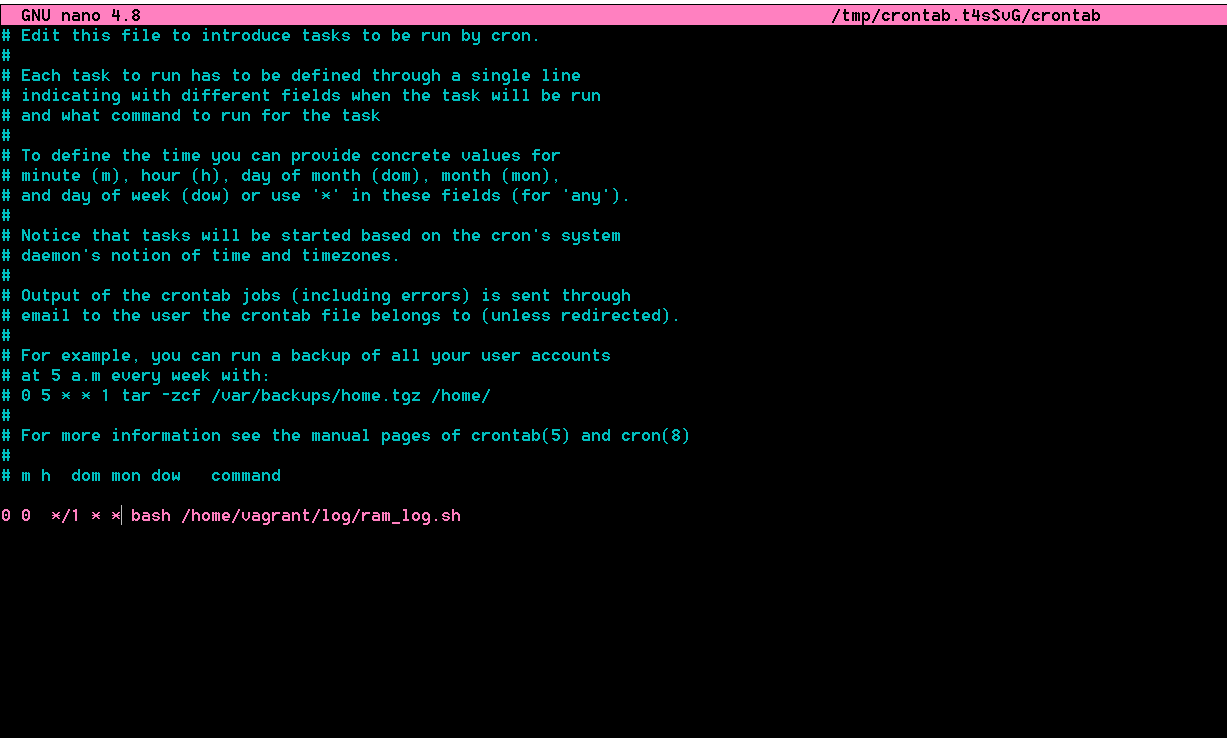 GNU nano 4.8 /tmp/crontab.t4sSvG/crontab
# Edit this file to introduce tasks to be run by cron.
#
# Each task to run has to be defined through a single line
# indicating with different fields when the task will be run
# and what command to run for the task
#
# To define the time you can provide concrete values for
# minute (m), hour (h), day of month (dom), month (mon),
# and day of week (dow) or use '*' in these fields (for 'any').
#
# Notice that tasks will be started based on the cron's system
# daemon's notion of time and timezones.
#
# Output of the crontab jobs (including errors) is sent through
# email to the user the crontab file belongs to (unless redirected).
#
# For example, you can run a backup of all your user accounts
# at 5 a.m every week with:
# 0 5 * * 1 tar -zcf /var/backups/home.tgz /home/
#
# For more information see the manual pages of crontab(5) and cron(8)
#
# m h  dom mon dow   command
0 0  */1 * * bash /home/vagrant/log/ram_log.sh